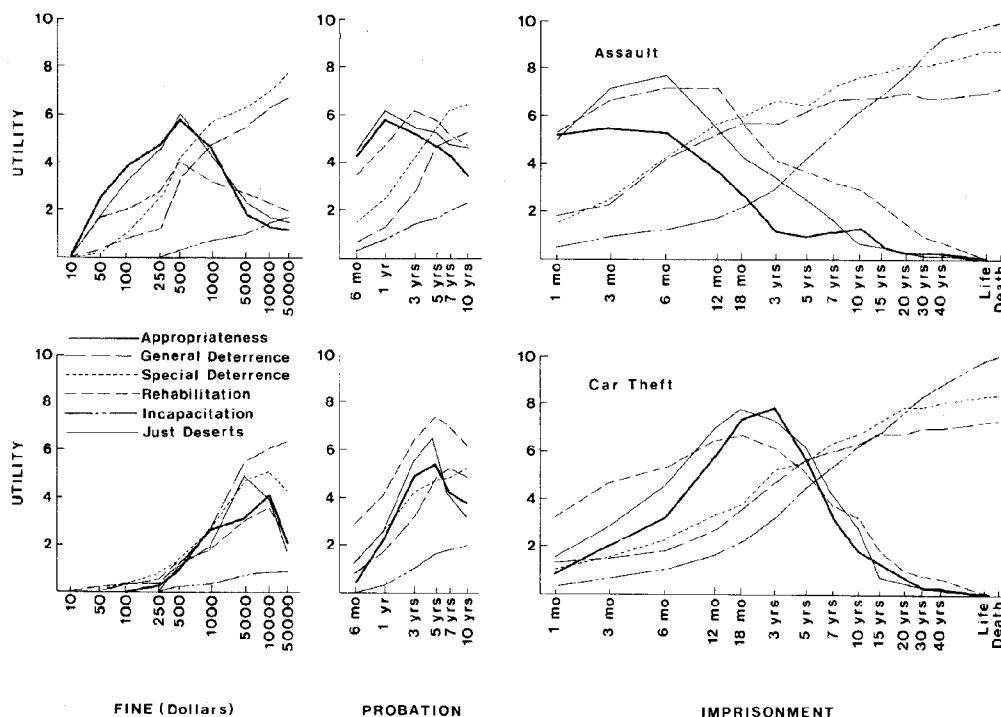 UTILITY
10
8
6
4
2
10
50
100
250
500
1000
5000
10000
50000
10
8
6
4
2
6 mo
1 yr
3 yrs
5 yrs
7 yrs
10 yrs
Assault
10
8
6
4
2
1 mo
3 mo
6 mo
12 mo
18 mo
3 yrs
5 yrs
7 yrs
10 yrs
15 yrs
20 yrs
30 yrs
40 yrs
Life
Death
Appropriateness
General Deterrence
Special Deterrence
Rehabilitation
Incapacitation
Just Deserts
UTILITY
10
8
6
4
2
10
50
100
250
500
1000
5000
10000
50000
10
8
6
4
2
6 mo
1 yr
3 yrs
5 yrs
7 yrs
10 yrs
Car Theft
10
8
6
4
2
1 mo
3 mo
6 mo
12 mo
18 mo
3 yrs
5 yrs
7 yrs
10 yrs
15 yrs
20 yrs
30 yrs
40 yrs
Life
Death
FINE (Dollars)
PROBATION
IMPRISONMENT